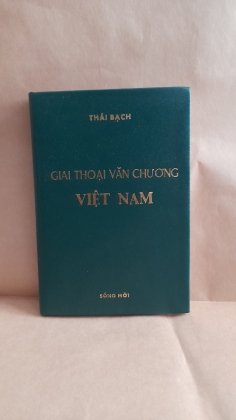 THÁI BẠCH
GIAI THOẠI VĂN CHƯƠNG
VIỆT NAM
SỐNG MỚI